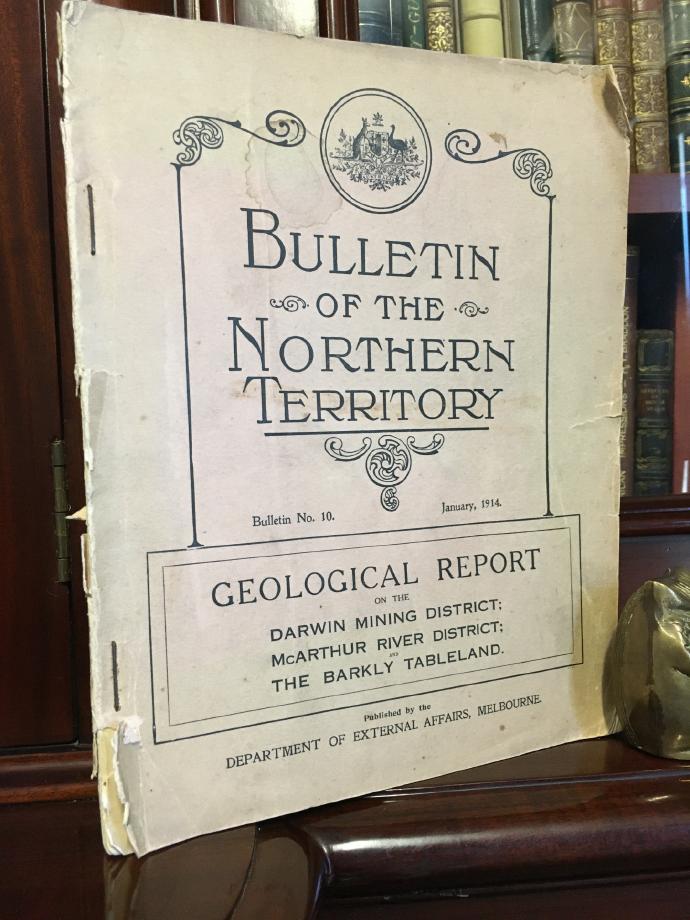 BULLETIN
OF THE
NORTHERN
TERRITORY
Bulletin No. 10. January, 1914.
GEOLOGICAL REPORT
ON THE
DARWIN MINING DISTRICT;
McARTHUR RIVER DISTRICT;
AND
THE BARKLY TABLELAND.
Published by the
DEPARTMENT OF EXTERNAL AFFAIRS, MELBOURNE.